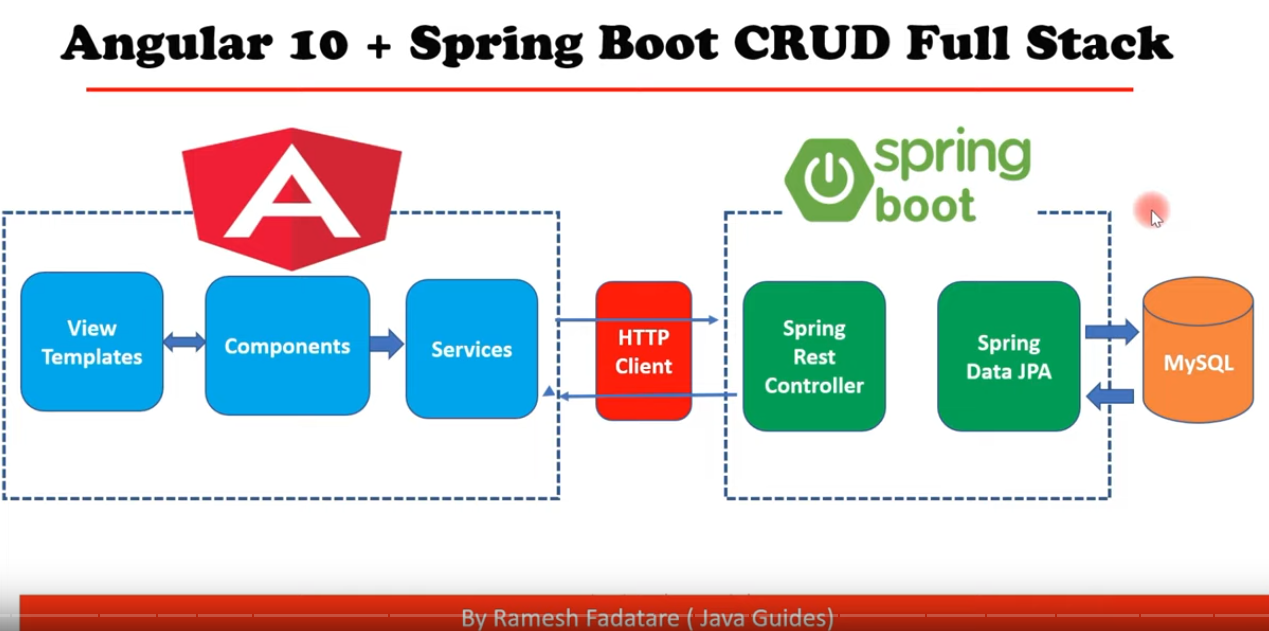 Angular 10 + Spring Boot CRUD Full Stack
A
spring
boot
View
Templates
Components
Services
HTTP
Client
Spring
Rest
Controller
Spring
Data JPA
MySQL
By Ramesh Fadatare ( Java Guides)